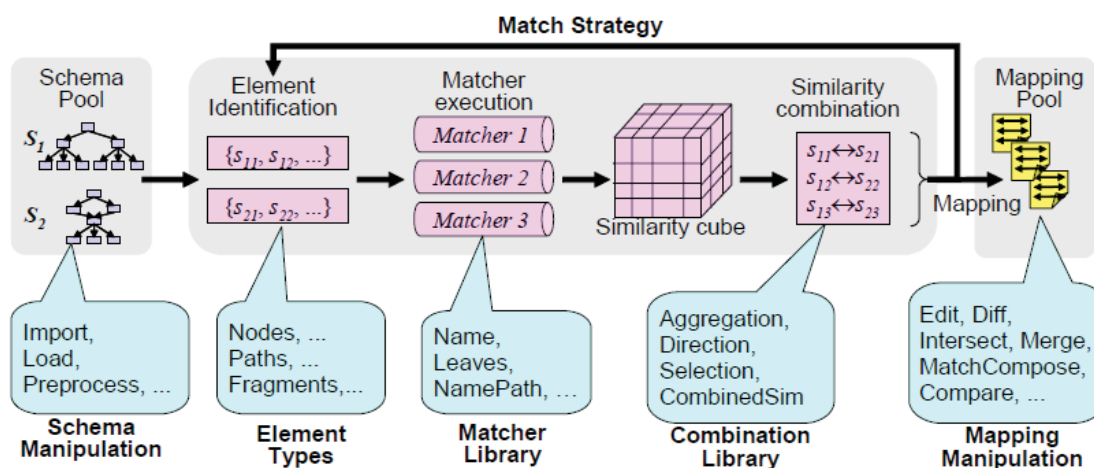 Match Strategy
Schema
Pool
S1
S2
Element
Identification
{s11, s12, ...}
{s21, s22, ...}
Matcher
execution
Matcher 1
Matcher 2
Matcher 3
Similarity cube
Similarity
combination
s11↔s21
s12↔s22
s13↔s23
Mapping
Mapping
Pool
Import,
Load,
Preprocess, ...
Schema
Manipulation
Nodes, ...
Paths, ...
Fragments,...
Element
Types
Name,
Leaves,
NamePath, ...
Matcher
Library
Aggregation,
Direction,
Selection,
CombinedSim
Combination
Library
Edit, Diff,
Intersect, Merge,
MatchCompose,
Compare, ...
Mapping
Manipulation